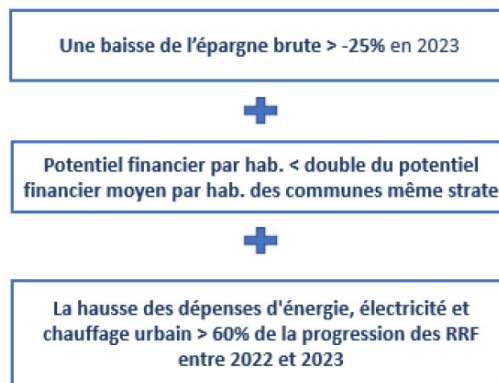 Une baisse de l'épargne brute > -25% en 2023
Potentiel financier par hab. < double du potentiel
financier moyen par hab. des communes même strate
La hausse des dépenses d'énergie, électricité et
chauffage urbain > 60% de la progression des RRF
entre 2022 et 2023